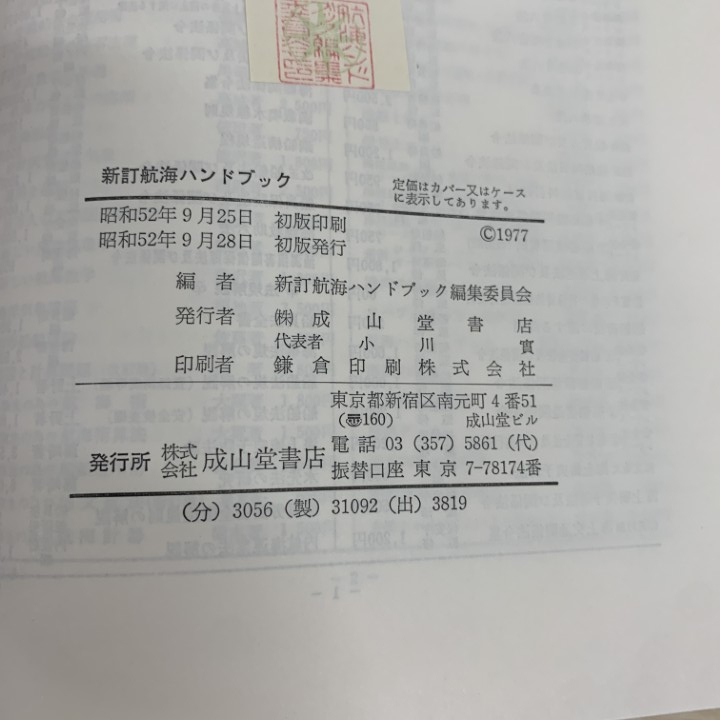 新訂航海ハンドブック
定価はカバー又はケース
に表示してあります。
昭和52年9月25日 初版印刷
昭和52年9月28日 初版発行
©1977
編者 新訂航海ハンドブック編集委員会
発行者 ㈱成山堂書店
代表者 小川實
印刷者 鎌倉印刷株式会社
発行所 株式会社 成山堂書店
東京都新宿区南元町4番51
(〠160) 成山堂ビル
電話 03 (357) 5861 (代)
振替口座 東京 7-78174番
(分) 3056 (製) 31092 (出) 3819